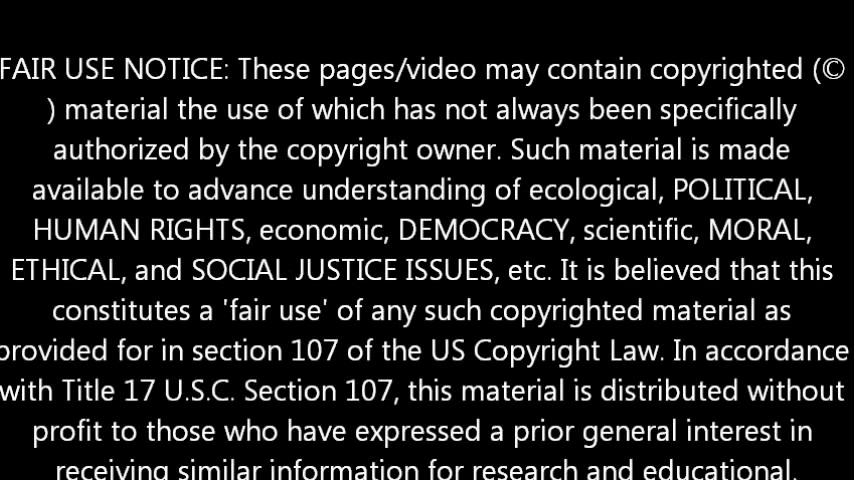 FAIR USE NOTICE: These pages/video may contain copyrighted (©
) material the use of which has not always been specifically
authorized by the copyright owner. Such material is made
available to advance understanding of ecological, POLITICAL,
HUMAN RIGHTS, economic, DEMOCRACY, scientific, MORAL,
ETHICAL, and SOCIAL JUSTICE ISSUES, etc. It is believed that this
constitutes a 'fair use' of any such copyrighted material as
provided for in section 107 of the US Copyright Law. In accordance
with Title 17 U.S.C. Section 107, this material is distributed without
profit to those who have expressed a prior general interest in
receiving similar information for research and educational.